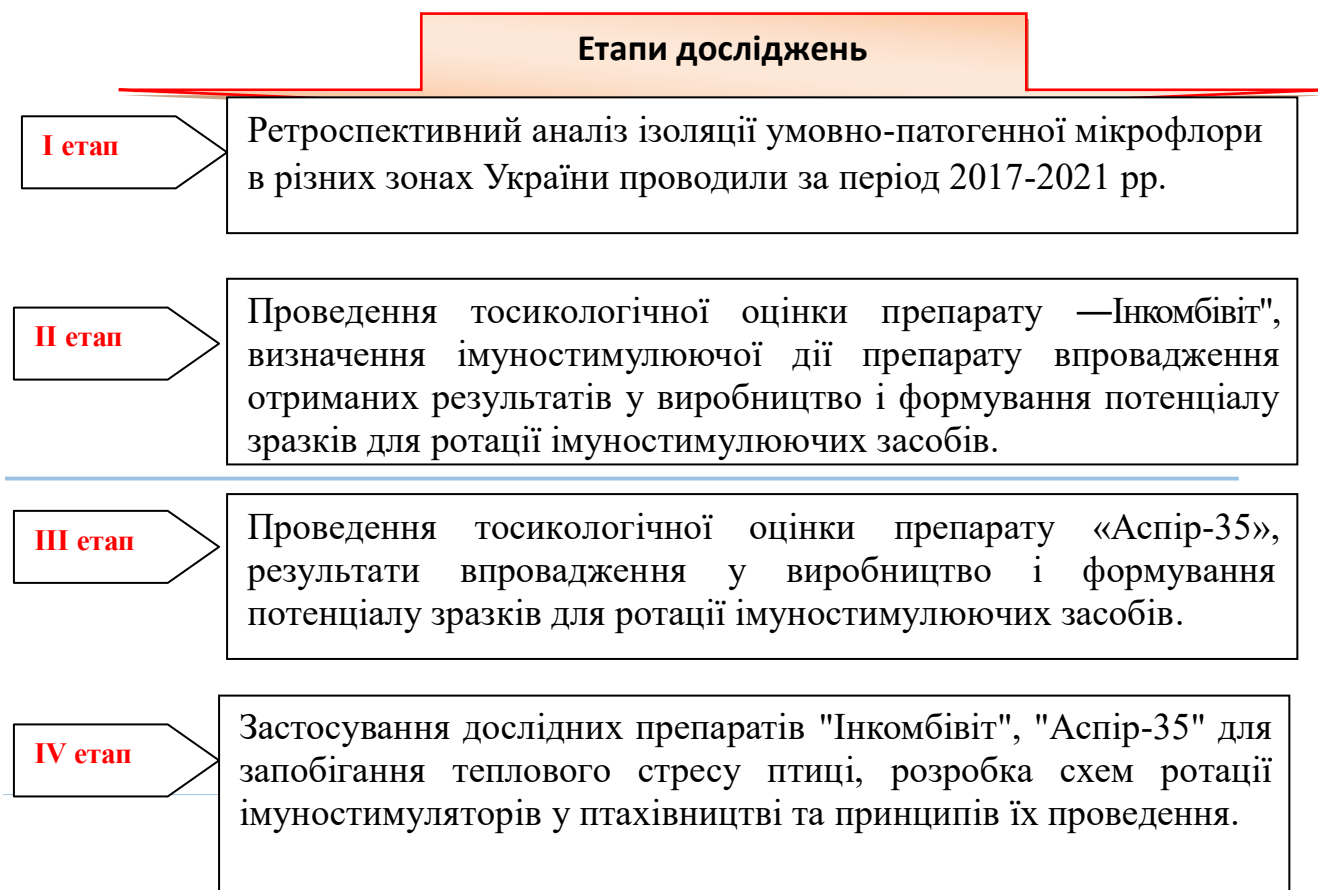 Етапи досліджень
І етап
Ретроспективний аналіз ізоляції умовно-патогенної мікрофлори
в різних зонах України проводили за період 2017-2021 рр.
ІІ етап
Проведення тосикологічної оцінки препарату ―Інкомбівіт",
визначення імуностимулюючої дії препарату впровадження
отриманих результатів у виробництво і формування потенціалу
зразків для ротації імуностимулюючих засобів.
ІІІ етап
Проведення тосикологічної оцінки препарату «Аспір-35»,
результати впровадження у виробництво і формування
потенціалу зразків для ротації імуностимулюючих засобів.
IV етап
Застосування дослідних препаратів "Інкомбівіт", "Аспір-35" для
запобігання теплового стресу птиці, розробка схем ротації
імуностимуляторів у птахівництві та принципів їх проведення.